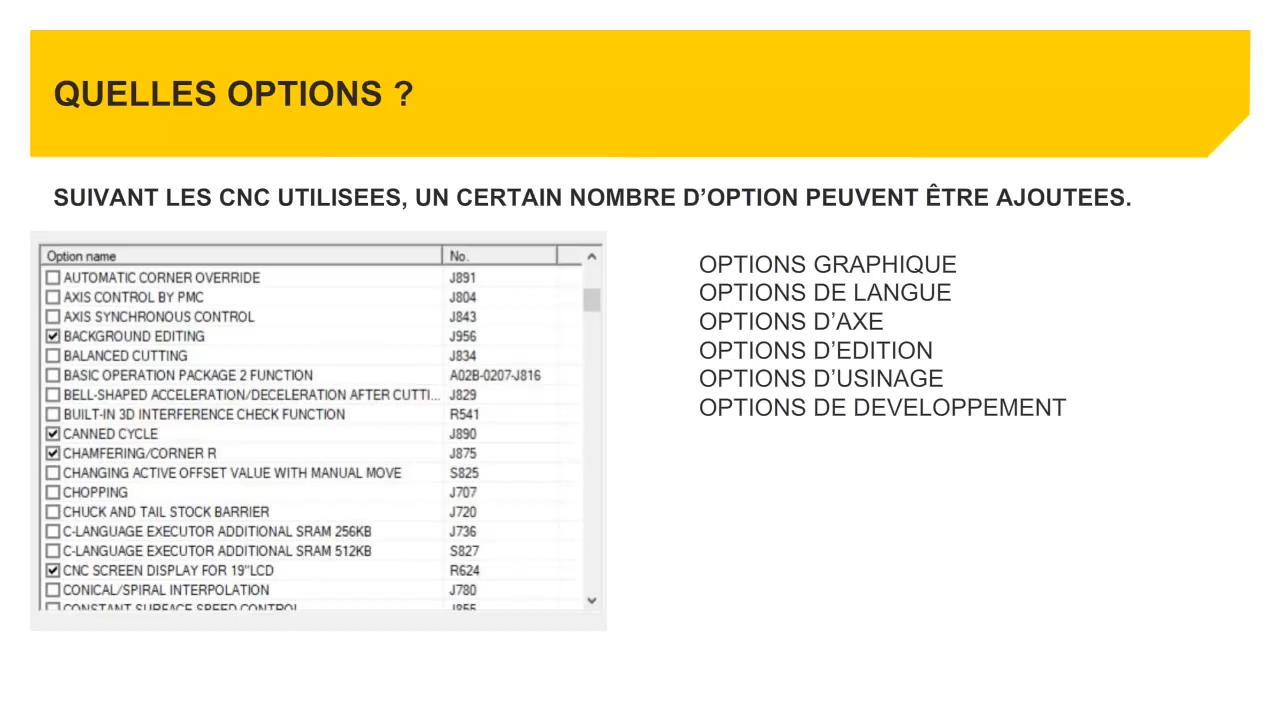 QUELLES OPTIONS ?
SUIVANT LES CNC UTILISEES, UN CERTAIN NOMBRE D’OPTION PEUVENT ÊTRE AJOUTEES.
Option name No.
AUTOMATIC CORNER OVERRIDE J891
AXIS CONTROL BY PMC J804
AXIS SYNCHRONOUS CONTROL J843
BACKGROUND EDITING J956
BALANCED CUTTING J834
BASIC OPERATION PACKAGE 2 FUNCTION A02B-0207-J816
BELL-SHAPED ACCELERATION/DECELERATION AFTER CUTTI... J829
BUILT-IN 3D INTERFERENCE CHECK FUNCTION R541
CANNED CYCLE J890
CHAMFERING/CORNER R J875
CHANGING ACTIVE OFFSET VALUE WITH MANUAL MOVE S825
CHOPPING J707
CHUCK AND TAIL STOCK BARRIER J720
C-LANGUAGE EXECUTOR ADDITIONAL SRAM 256KB J736
C-LANGUAGE EXECUTOR ADDITIONAL SRAM 512KB S827
CNC SCREEN DISPLAY FOR 19"LCD R624
CONICAL/SPIRAL INTERPOLATION J780
CONSTANT SURFACE SPEED CONTROL J855
OPTIONS GRAPHIQUE
OPTIONS DE LANGUE
OPTIONS D’AXE
OPTIONS D’EDITION
OPTIONS D’USINAGE
OPTIONS DE DEVELOPPEMENT